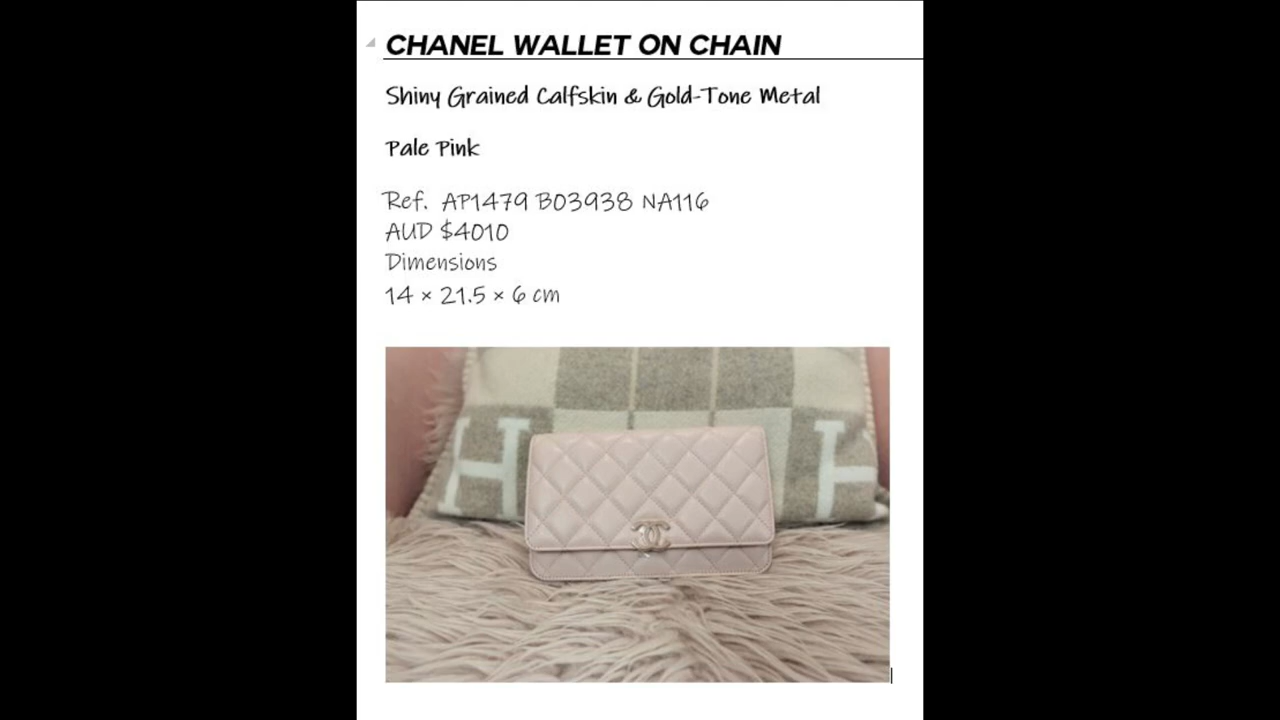 CHANEL WALLET ON CHAIN
Shiny Grained Calfskin & Gold-Tone Metal
Pale Pink
Ref. AP1479 B03938 NA116
AUD $4010
Dimensions
14 × 21.5 × 6 cm
H H